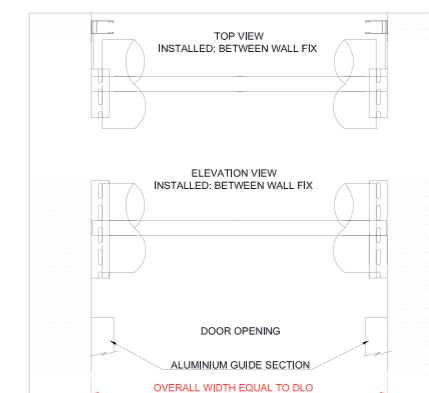 TOP VIEW
INSTALLED: BETWEEN WALL FIX
ELEVATION VIEW
INSTALLED: BETWEEN WALL FIX
DOOR OPENING
ALUMINIUM GUIDE SECTION
OVERALL WIDTH EQUAL TO DLO